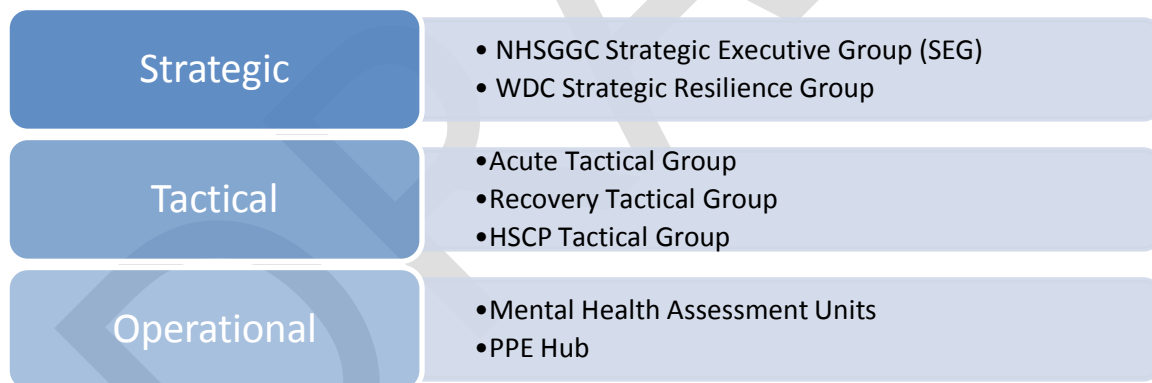 Strategic
• NHSGGC Strategic Executive Group (SEG)
• WDC Strategic Resilience Group
Tactical
•Acute Tactical Group
•Recovery Tactical Group
•HSCP Tactical Group
Operational
•Mental Health Assessment Units
•PPE Hub